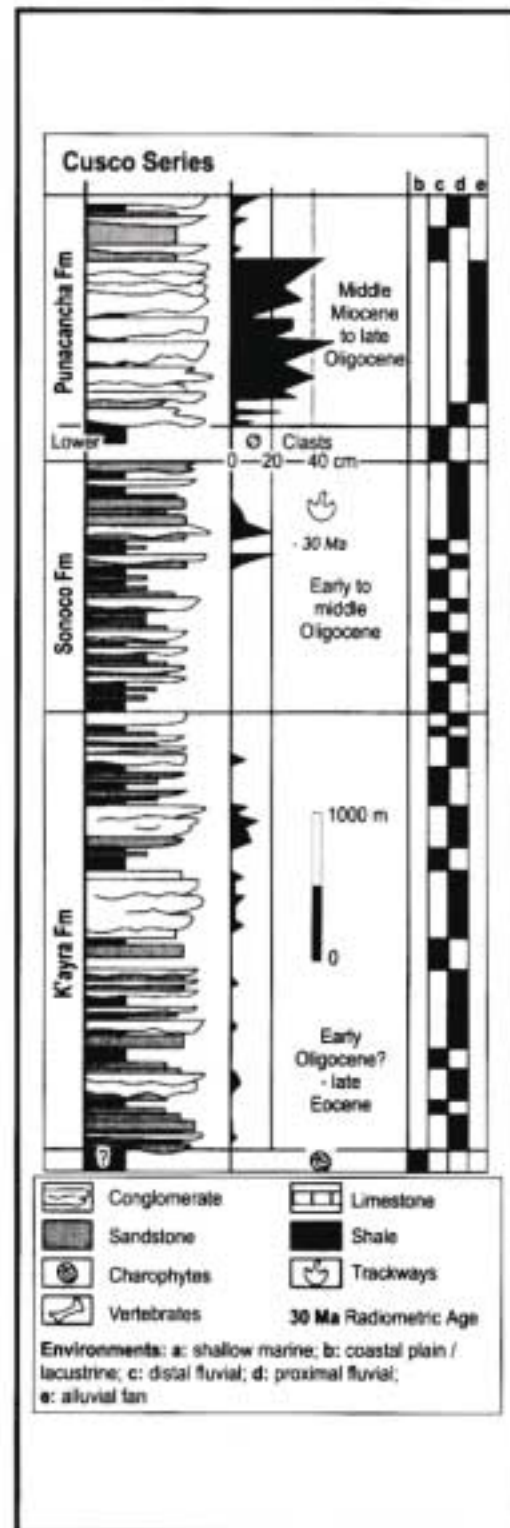 Cusco Series
b c d e
Punacancha Fm
Middle
Miocene
to late
Oligocene
Lower
Ø Clasts
0 20 40 cm
Sonoco Fm
- 30 Ma
Early to
middle
Oligocene
K'ayra Fm
1000 m
0
Early
Oligocene?
- late
Eocene
?
Conglomerate
Limestone
Sandstone
Shale
Charophytes
Trackways
Vertebrates
30 Ma Radiometric Age
Environments: a: shallow marine; b: coastal plain /
lacustrine; c: distal fluvial; d: proximal fluvial;
e: alluvial fan